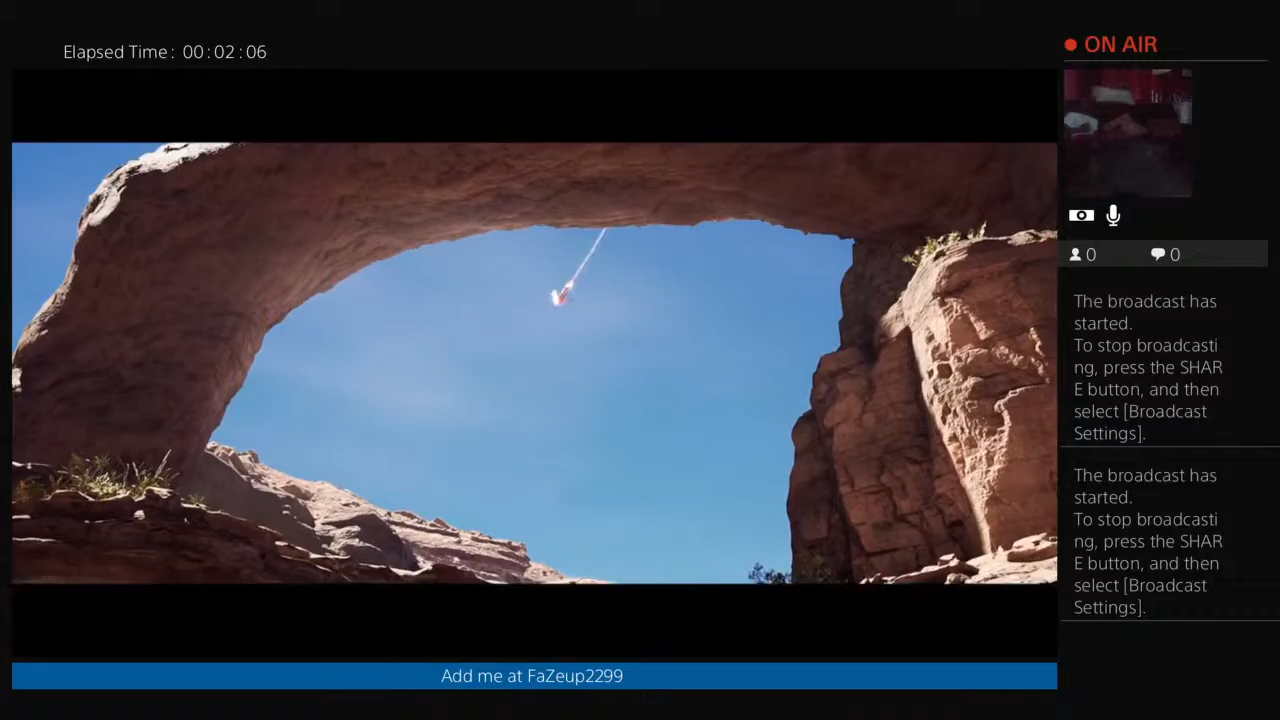 Elapsed Time: 00:02:06
ON AIR
0
0
The broadcast has
started.
To stop broadcasti
ng, press the SHAR
E button, and then
select [Broadcast
Settings].
The broadcast has
started.
To stop broadcasti
ng, press the SHAR
E button, and then
select [Broadcast
Settings].
Add me at FaZeup2299